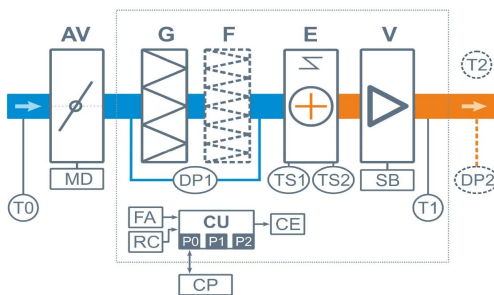 AV G F E V
T2
MD DP1 TS1 TS2 SB DP2
T0 T1
FA CU CE
RC P0 P1 P2
CP